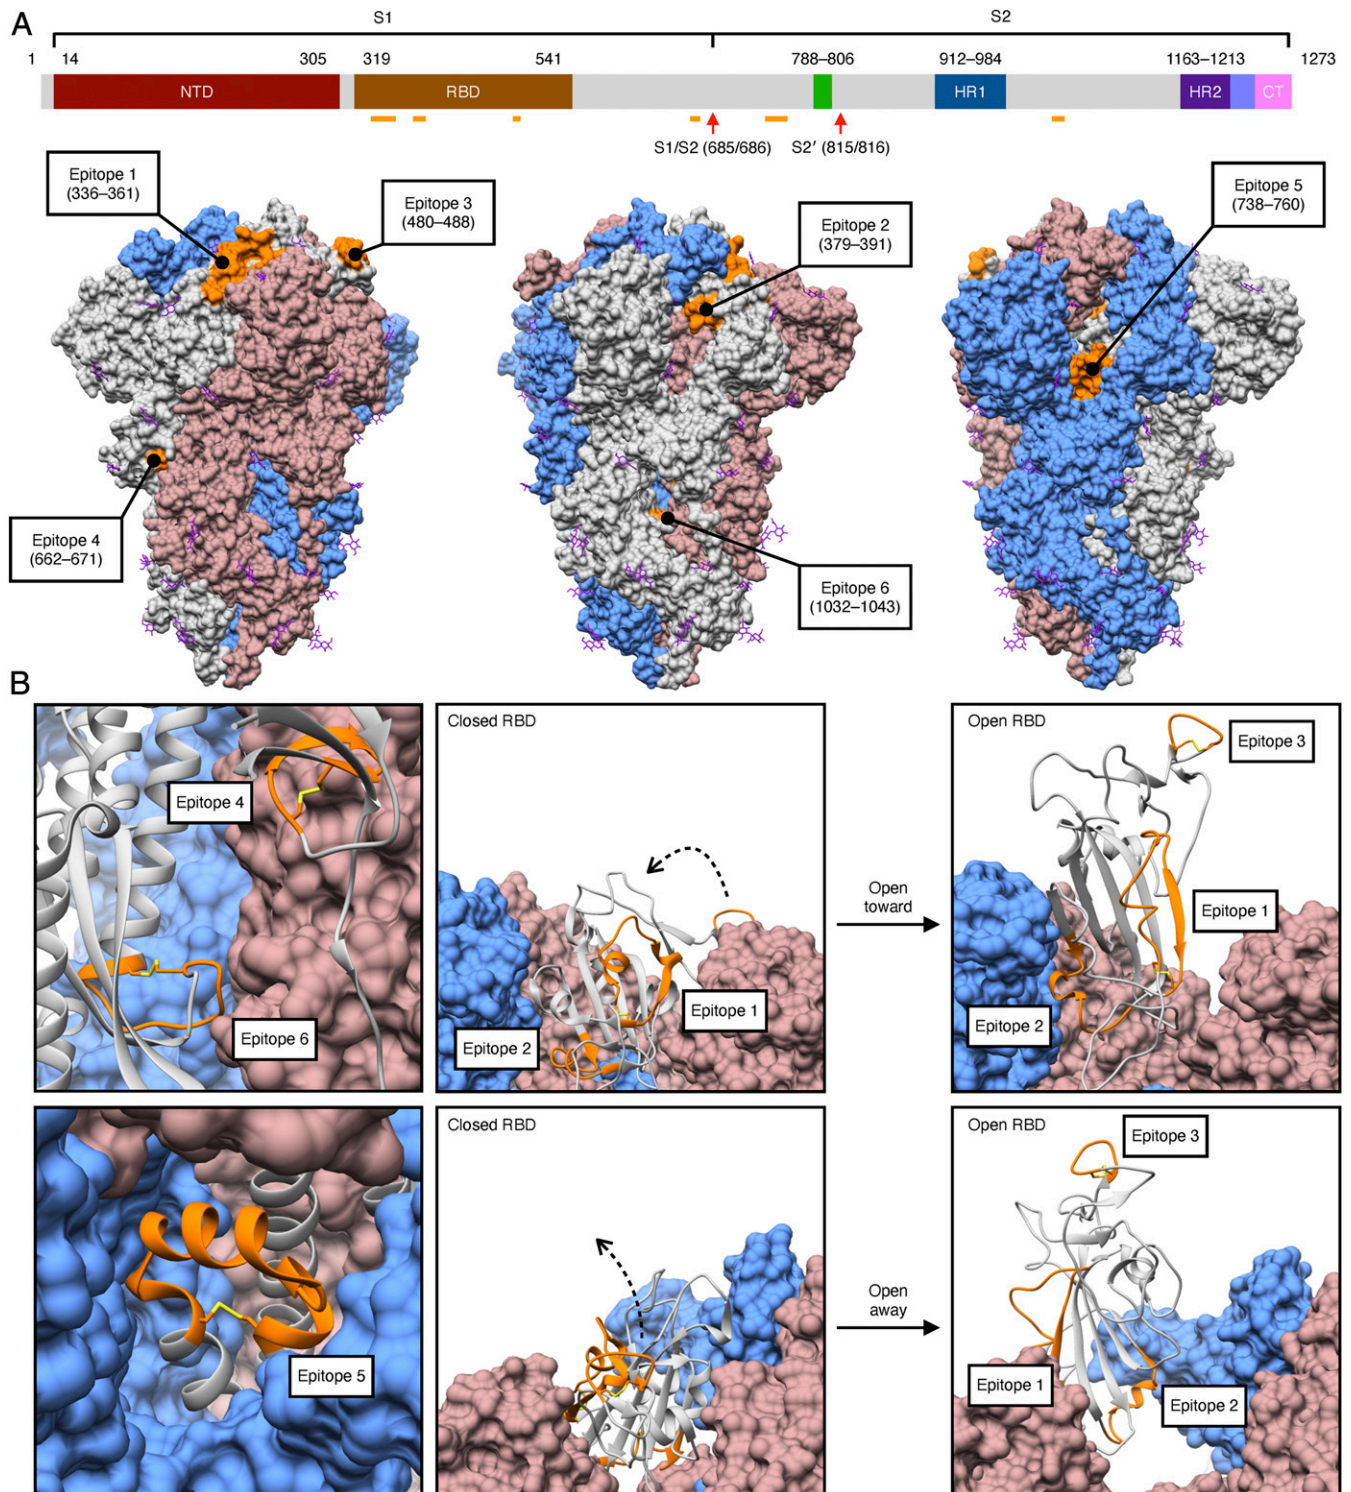 A
S1
S2
1
14
305
319
541
788–806
912–984
1163–1213
1273
NTD
RBD
HR1
HR2
CT
S1/S2 (685/686)
S2′ (815/816)
Epitope 1
(336–361)
Epitope 3
(480–488)
Epitope 2
(379–391)
Epitope 5
(738–760)
Epitope 4
(662–671)
Epitope 6
(1032–1043)
B
Epitope 4
Epitope 6
Closed RBD
Epitope 1
Epitope 2
Open
toward
Open RBD
Epitope 3
Epitope 1
Epitope 2
Epitope 5
Closed RBD
Open
away
Open RBD
Epitope 3
Epitope 1
Epitope 2